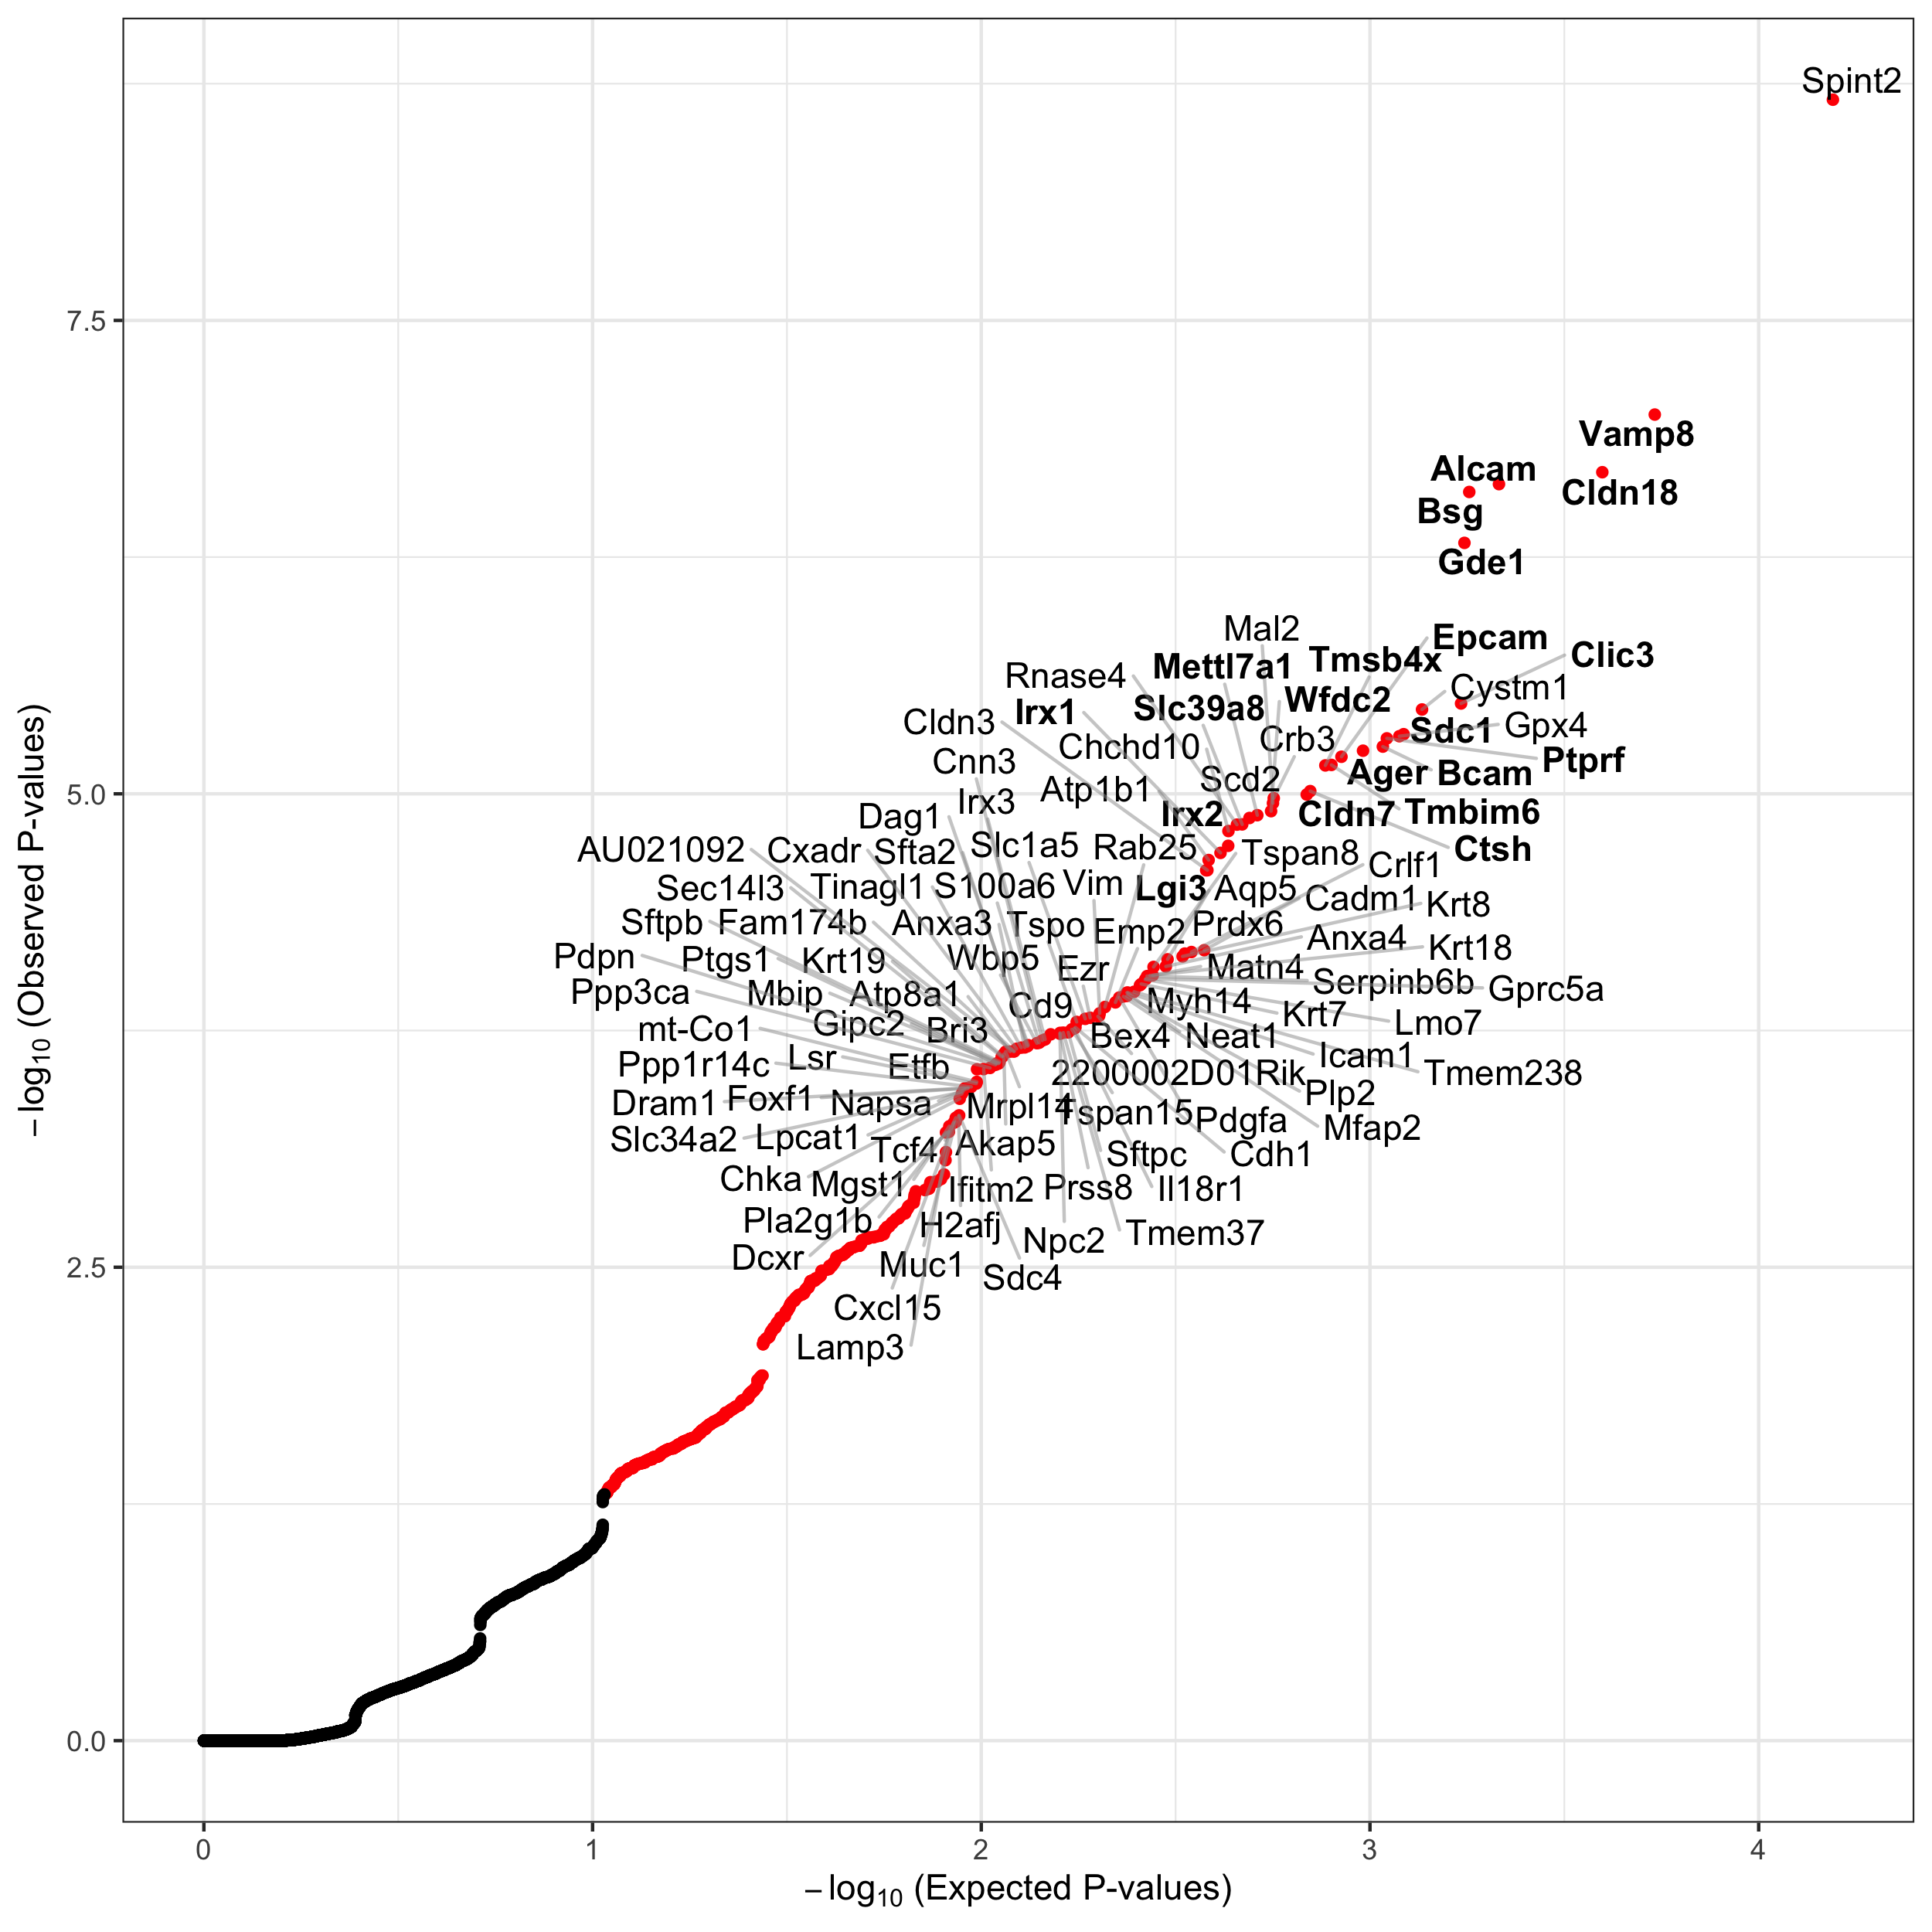 Spint2
7.5
Vamp8
Alcam
Cldn18
Bsg
Gde1
Mal2
Epcam
Rnase4
Mettl7a1
Tmsb4x
Clic3
Irx1
Slc39a8
Wfdc2
Cystm1
Cldn3
Chchd10
Crb3
Sdc1
Gpx4
Cnn3
Ptprf
Atp1b1
Scd2
Ager
Bcam
5.0
Dag1
Irx3
Irx2
Cldn7
Tmbim6
AU021092
Cxadr
Sfta2
Slc1a5
Rab25
Tspan8
Ctsh
Crlf1
Sec14l3
Tinagl1
S100a6
Vim
Lgi3
Aqp5
Cadm1
Krt8
Sftpb
Fam174b
Anxa3
Tspo
Emp2
Prdx6
Anxa4
Krt18
Pdpn
Ptgs1
Krt19
Wbp5
Ezr
Matn4
Serpinb6b
Gprc5a
Ppp3ca
Mbip
Atp8a1
Cd9
Myh14
Krt7
Lmo7
mt-Co1
Gipc2
Bri3
Bex4
Neat1
Icam1
Ppp1r14c
Lsr
Etfb
2200002D01Rik
Plp2
Tmem238
Dram1
Foxf1
Napsa
Mrpl14
Tspan15
Pdgfa
Mfap2
Slc34a2
Lpcat1
Tcf4
Akap5
Sftpc
Cdh1
Chka
Mgst1
Ifitm2
Prss8
Il18r1
Pla2g1b
H2afj
Npc2
Tmem37
Dcxr
Muc1
Sdc4
2.5
Cxcl15
Lamp3
0.0
0 1 2 3 4
−log10 (Expected P-values)
−log10 (Observed P-values)